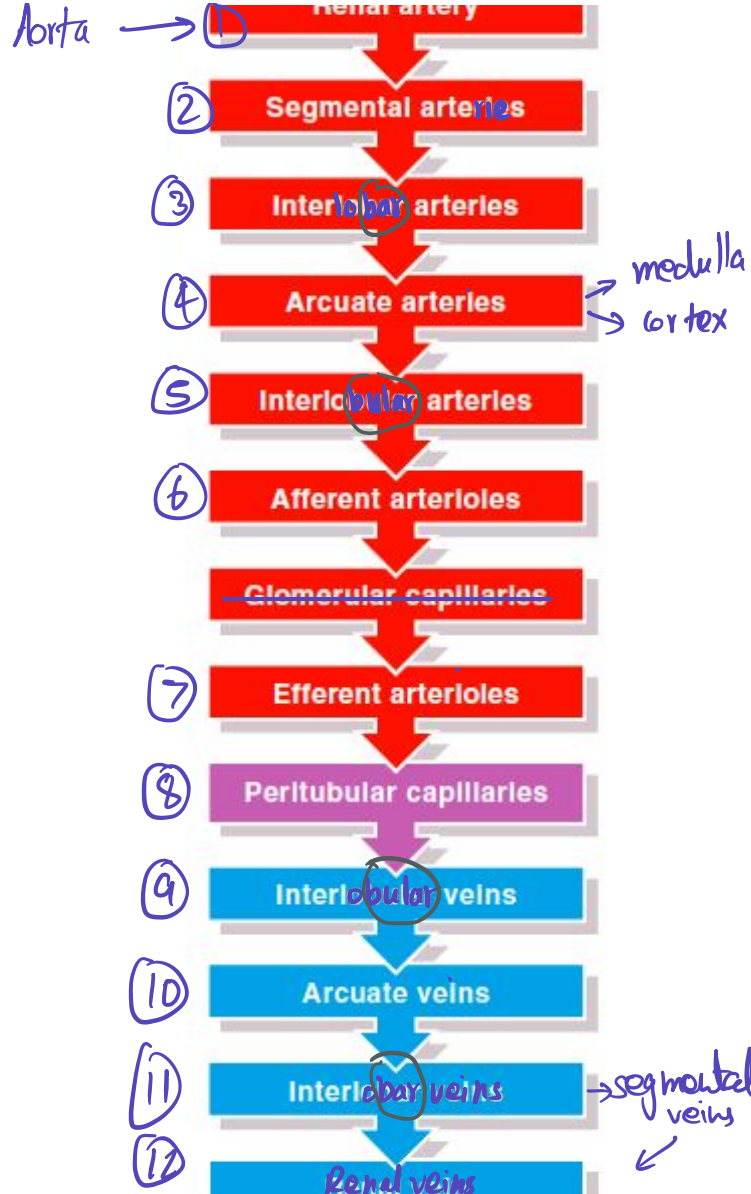 Aorta → 1 Renal artery
2 Segmental arteries
3 Interlobar arteries
4 Arcuate arteries
medulla
cortex
5 Interlobular arteries
6 Afferent arterioles
Glomerular capillaries
7 Efferent arterioles
8 Peritubular capillaries
9 Interlobular veins
10 Arcuate veins
11 Interlobar veins → segmental
veins
12 Renal veins